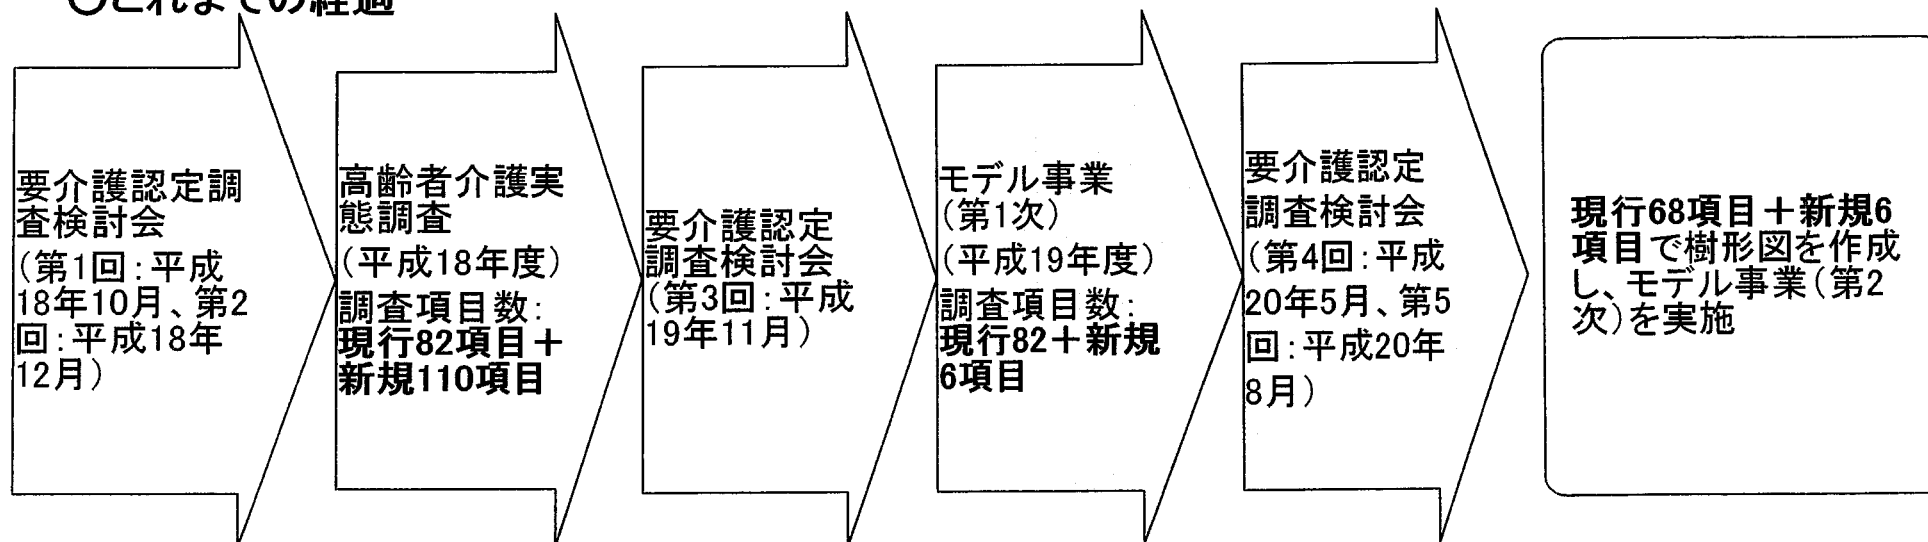 〇これまでの経過
要介護認定調
査検討会
(第1回:平成
18年10月、第2
回:平成18年
12月)
高齢者介護実
態調査
(平成18年度)
調査項目数:
現行82項目+
新規110項目
要介護認定
調査検討会
(第3回:平成
19年11月)
モデル事業
(第1次)
(平成19年度)
調査項目数:
現行82+新規
6項目
要介護認定
調査検討会
(第4回:平成
20年5月、第5
回:平成20年
8月)
現行68項目+新規6
項目で樹形図を作成
し、モデル事業(第2
次)を実施